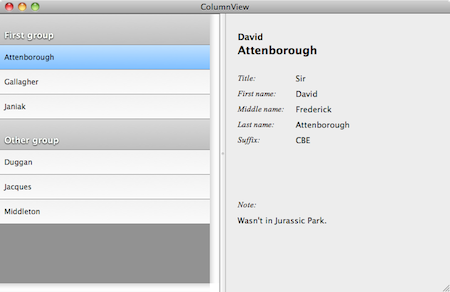 ColumnView
First group
Attenborough
Gallagher
Janiak
Other group
Duggan
Jacques
Middleton
David
Attenborough
Title: Sir
First name: David
Middle name: Frederick
Last name: Attenborough
Suffix: CBE
Note:
Wasn't in Jurassic Park.